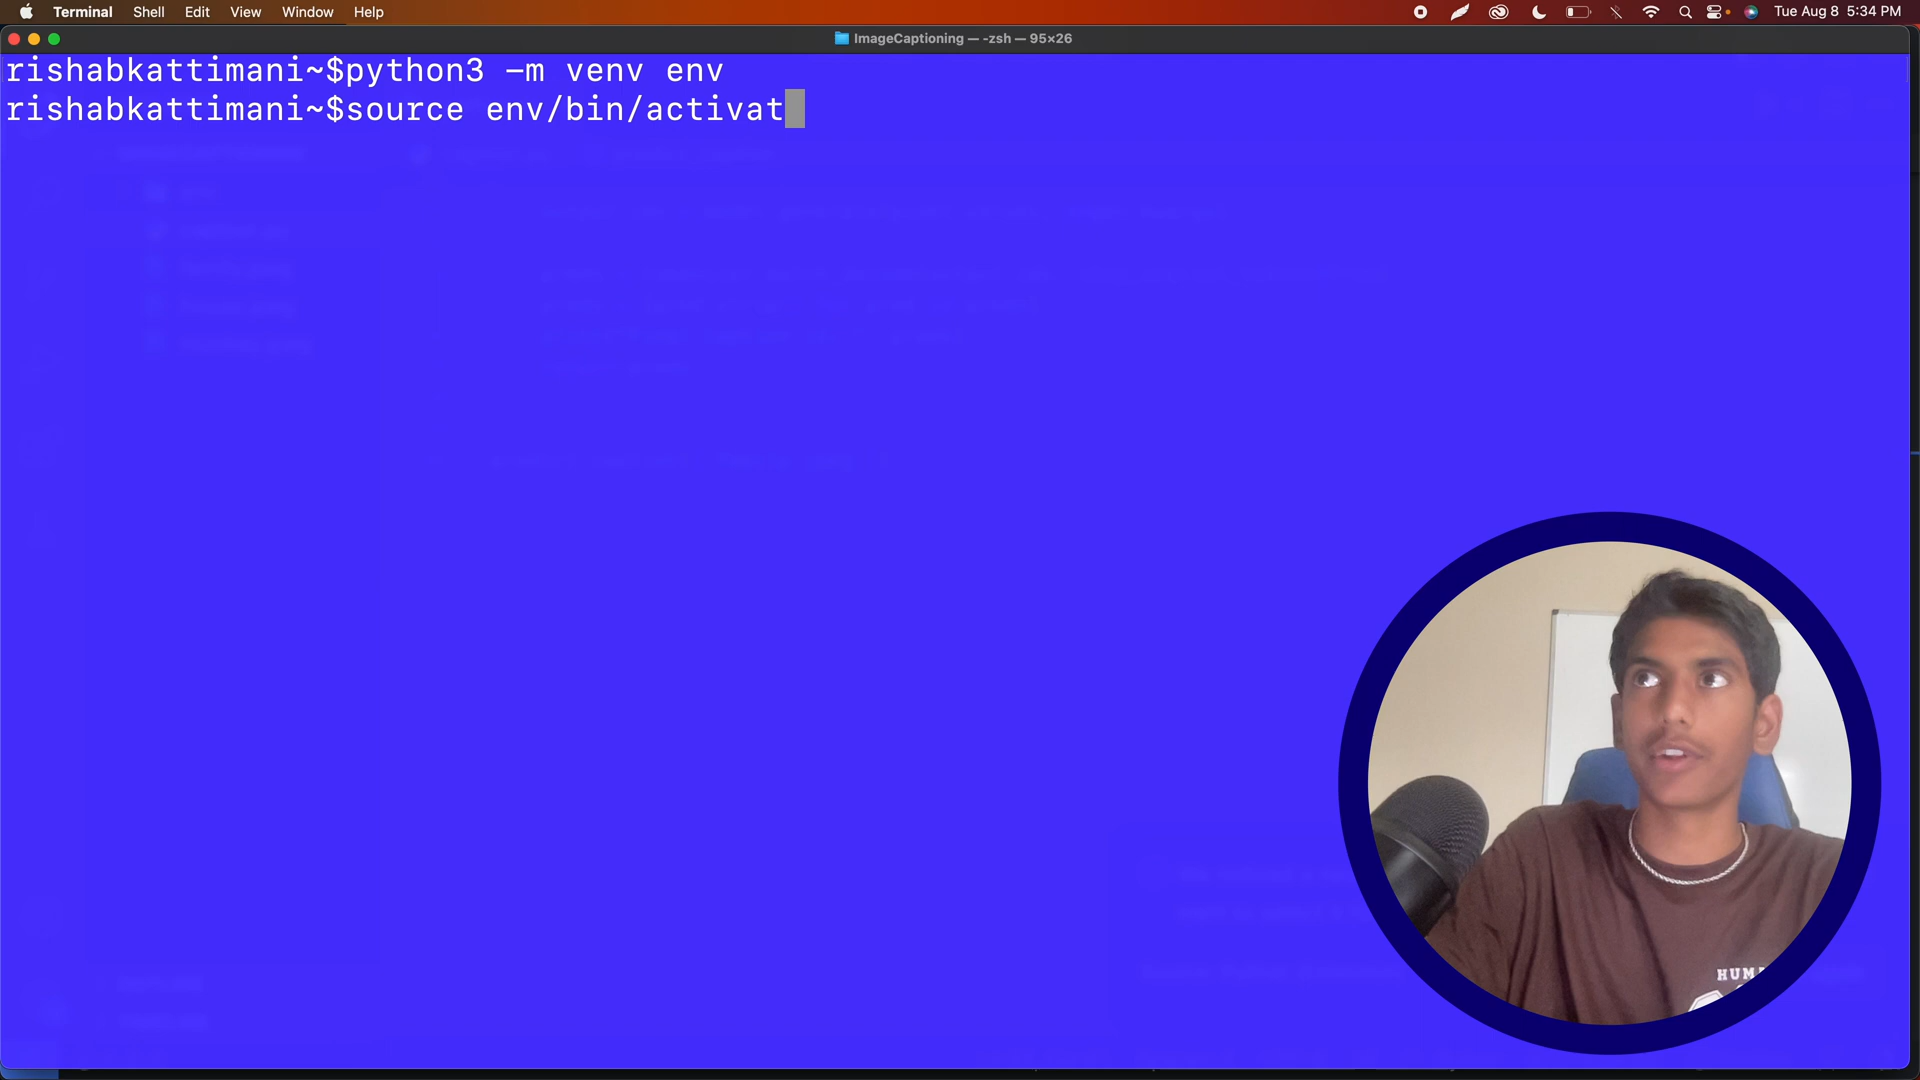 Terminal Shell Edit View Window Help Tue Aug 8 5:34 PM
ImageCaptioning — -zsh — 95×26
rishabkattimani~$python3 -m venv env
rishabkattimani~$source env/bin/activat
HUM